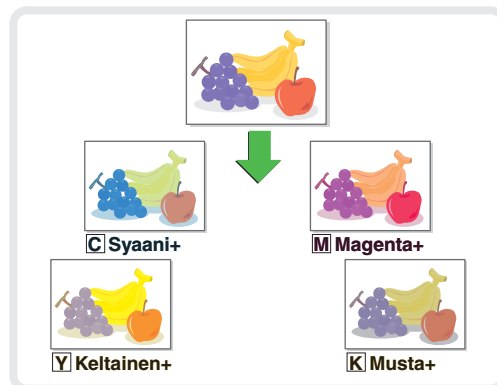 C Syaani+
M Magenta+
Y Keltainen+
K Musta+